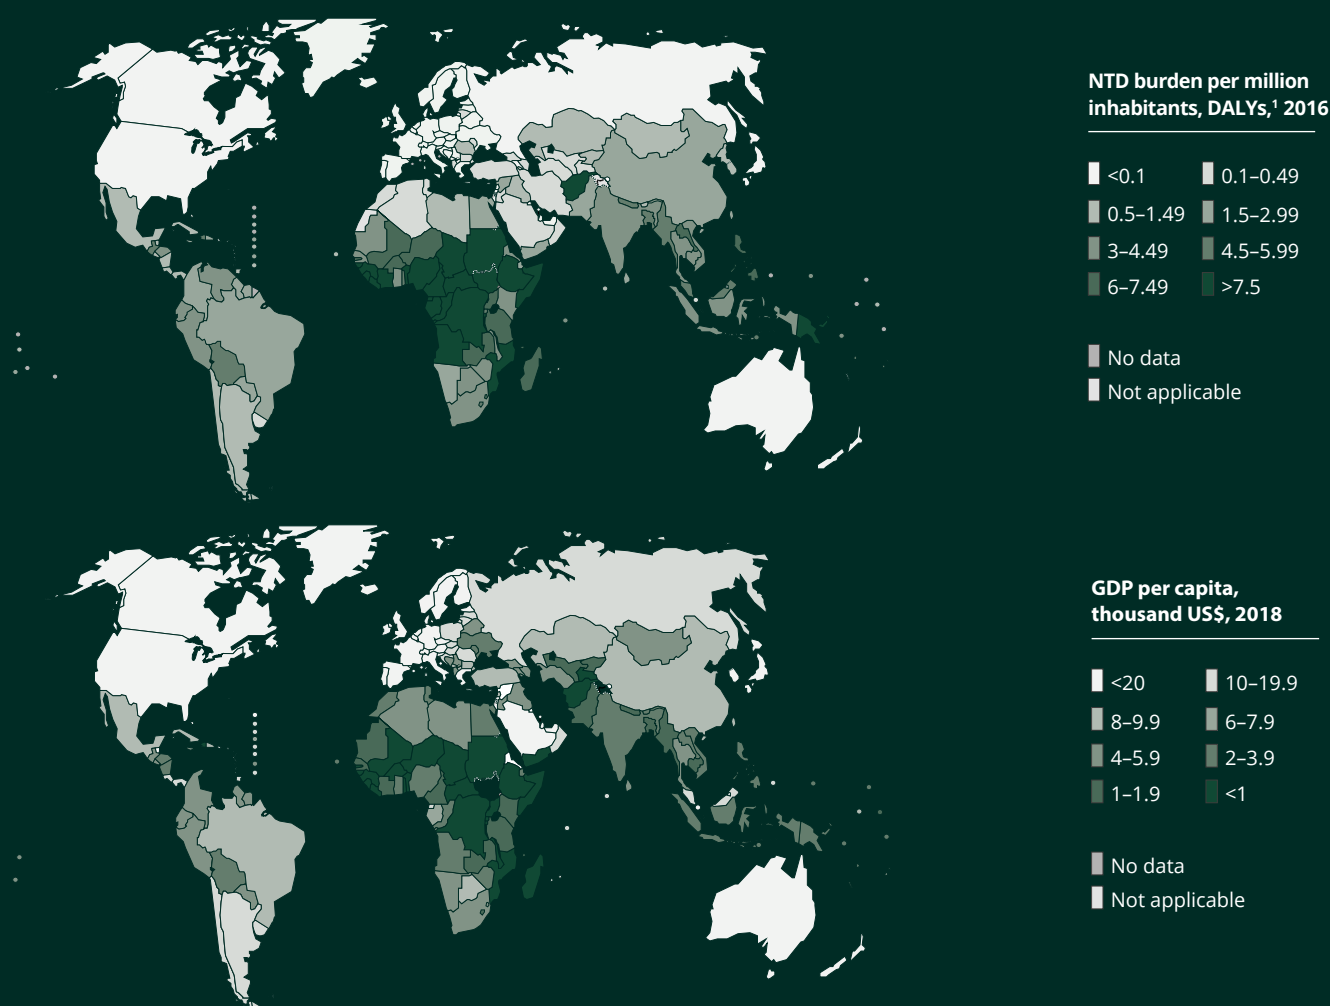 NTD burden per million
inhabitants, DALYs,¹ 2016
<0.1 0.1–0.49
0.5–1.49 1.5–2.99
3–4.49 4.5–5.99
6–7.49 >7.5
No data
Not applicable
GDP per capita,
thousand US$, 2018
<20 10–19.9
8–9.9 6–7.9
4–5.9 2–3.9
1–1.9 <1
No data
Not applicable